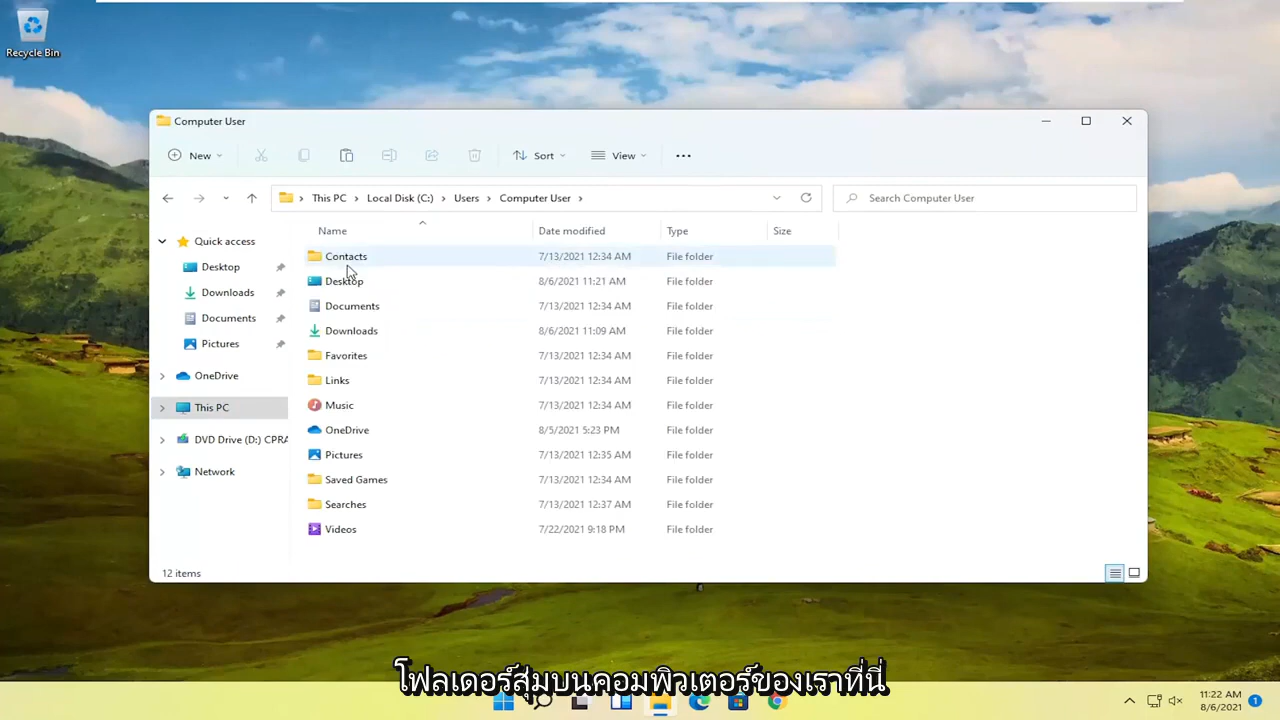 Recycle Bin
Computer User
New
Sort
View
This PC
Local Disk (C:)
Users
Computer User
Search Computer User
Name
Date modified
Type
Size
Quick access
Desktop
Downloads
Documents
Pictures
OneDrive
This PC
DVD Drive (D:) CPRA
Network
Contacts 7/13/2021 12:34 AM File folder
Desktop 8/6/2021 11:21 AM File folder
Documents 7/13/2021 12:34 AM File folder
Downloads 8/6/2021 11:09 AM File folder
Favorites 7/13/2021 12:34 AM File folder
Links 7/13/2021 12:34 AM File folder
Music 7/13/2021 12:34 AM File folder
OneDrive 8/5/2021 5:23 PM File folder
Pictures 7/13/2021 12:35 AM File folder
Saved Games 7/13/2021 12:34 AM File folder
Searches 7/13/2021 12:37 AM File folder
Videos 7/22/2021 9:18 PM File folder
12 items
โฟลเดอร์สุ่มบนคอมพิวเตอร์ของเราที่นี่
11:22 AM
8/6/2021
1